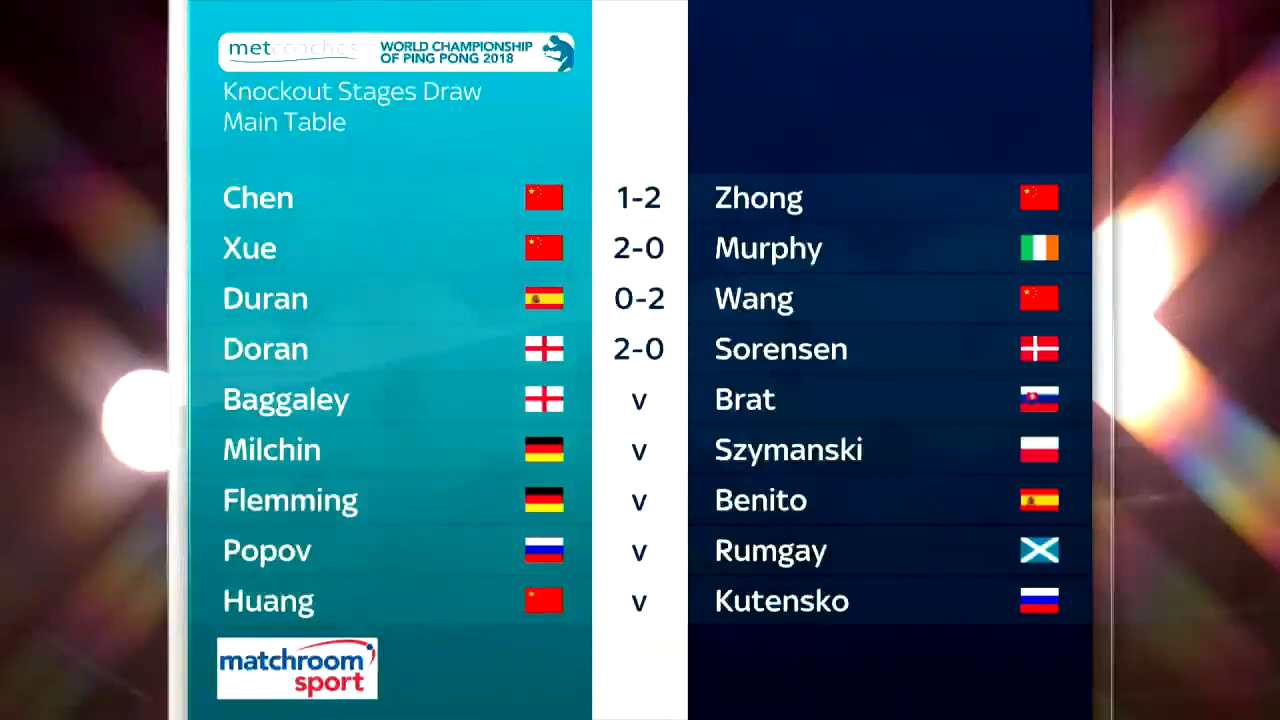 metcoaches WORLD CHAMPIONSHIP
OF PING PONG 2018
Knockout Stages Draw
Main Table
Chen 1-2 Zhong
Xue 2-0 Murphy
Duran 0-2 Wang
Doran 2-0 Sorensen
Baggaley v Brat
Milchin v Szymanski
Flemming v Benito
Popov v Rumgay
Huang v Kutensko
matchroom
sport